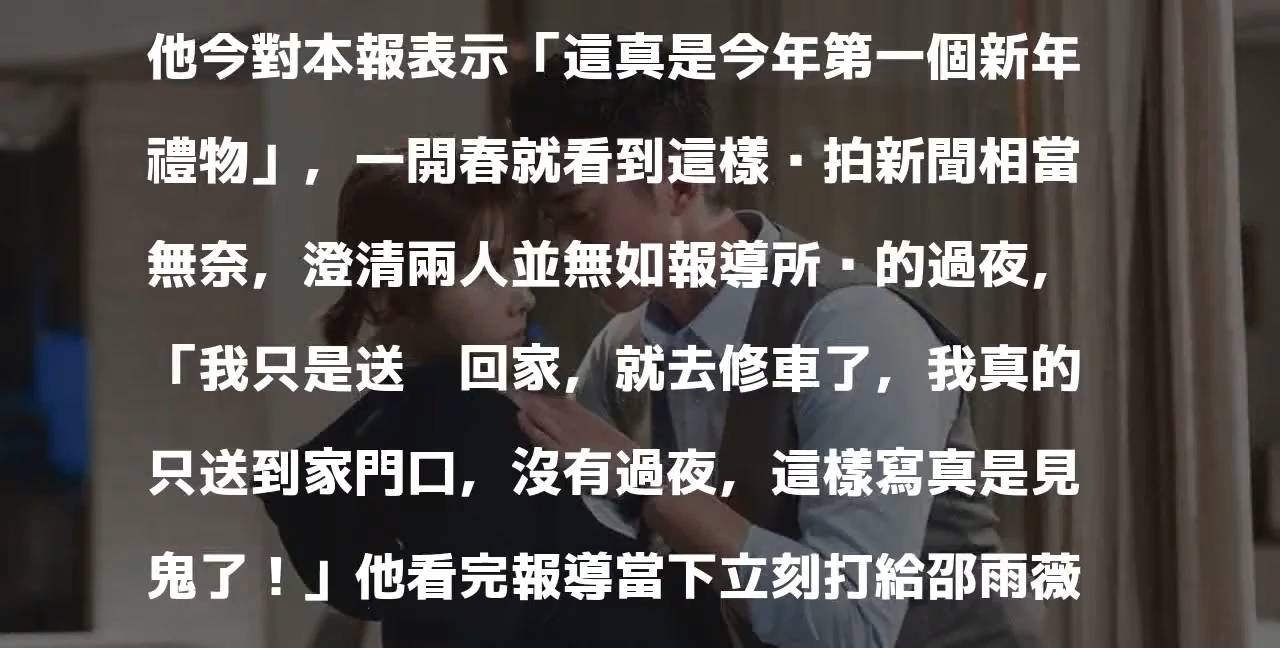 他今對本報表示「這真是今年第一個新年
禮物」，一開春就看到這樣·拍新聞相當
無奈，澄清兩人並無如報導所·的過夜，
「我只是送　回家，就去修車了，我真的
只送到家門口，沒有過夜，這樣寫真是見
鬼了！」他看完報導當下立刻打給邵雨薇